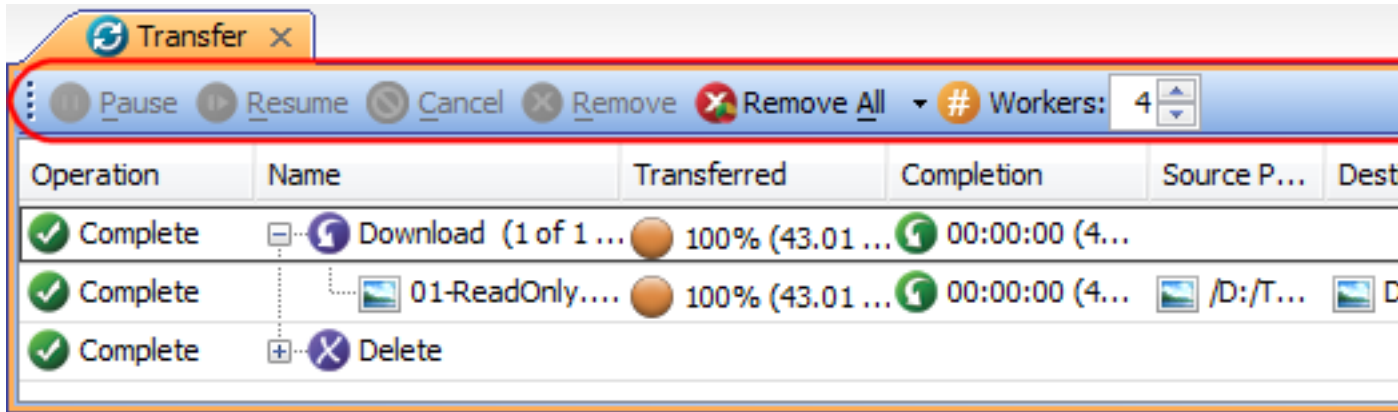 Transfer
Pause Resume Cancel Remove Remove All # Workers: 4
Operation Name Transferred Completion Source P... Dest
Complete Download (1 of 1 ... 100% (43.01 ... 00:00:00 (4...
Complete 01-ReadOnly.... 100% (43.01 ... 00:00:00 (4... /D:/T... D
Complete Delete